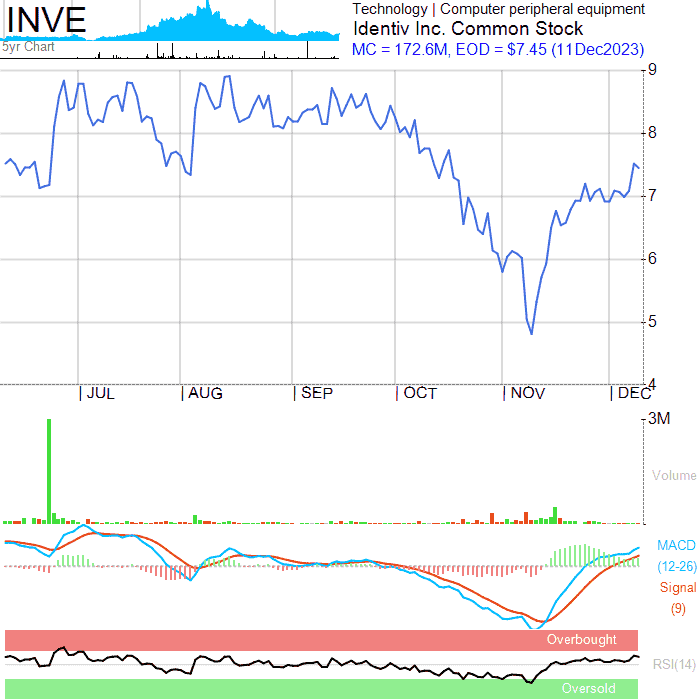 INVE
5yr Chart
Technology | Computer peripheral equipment
Identiv Inc. Common Stock
MC = 172.6M, EOD = $7.45 (11Dec2023)
9
8
7
6
5
4
JUL AUG SEP OCT NOV DEC
3M
Volume
MACD
(12-26)
Signal
(9)
Overbought
RSI(14)
Oversold